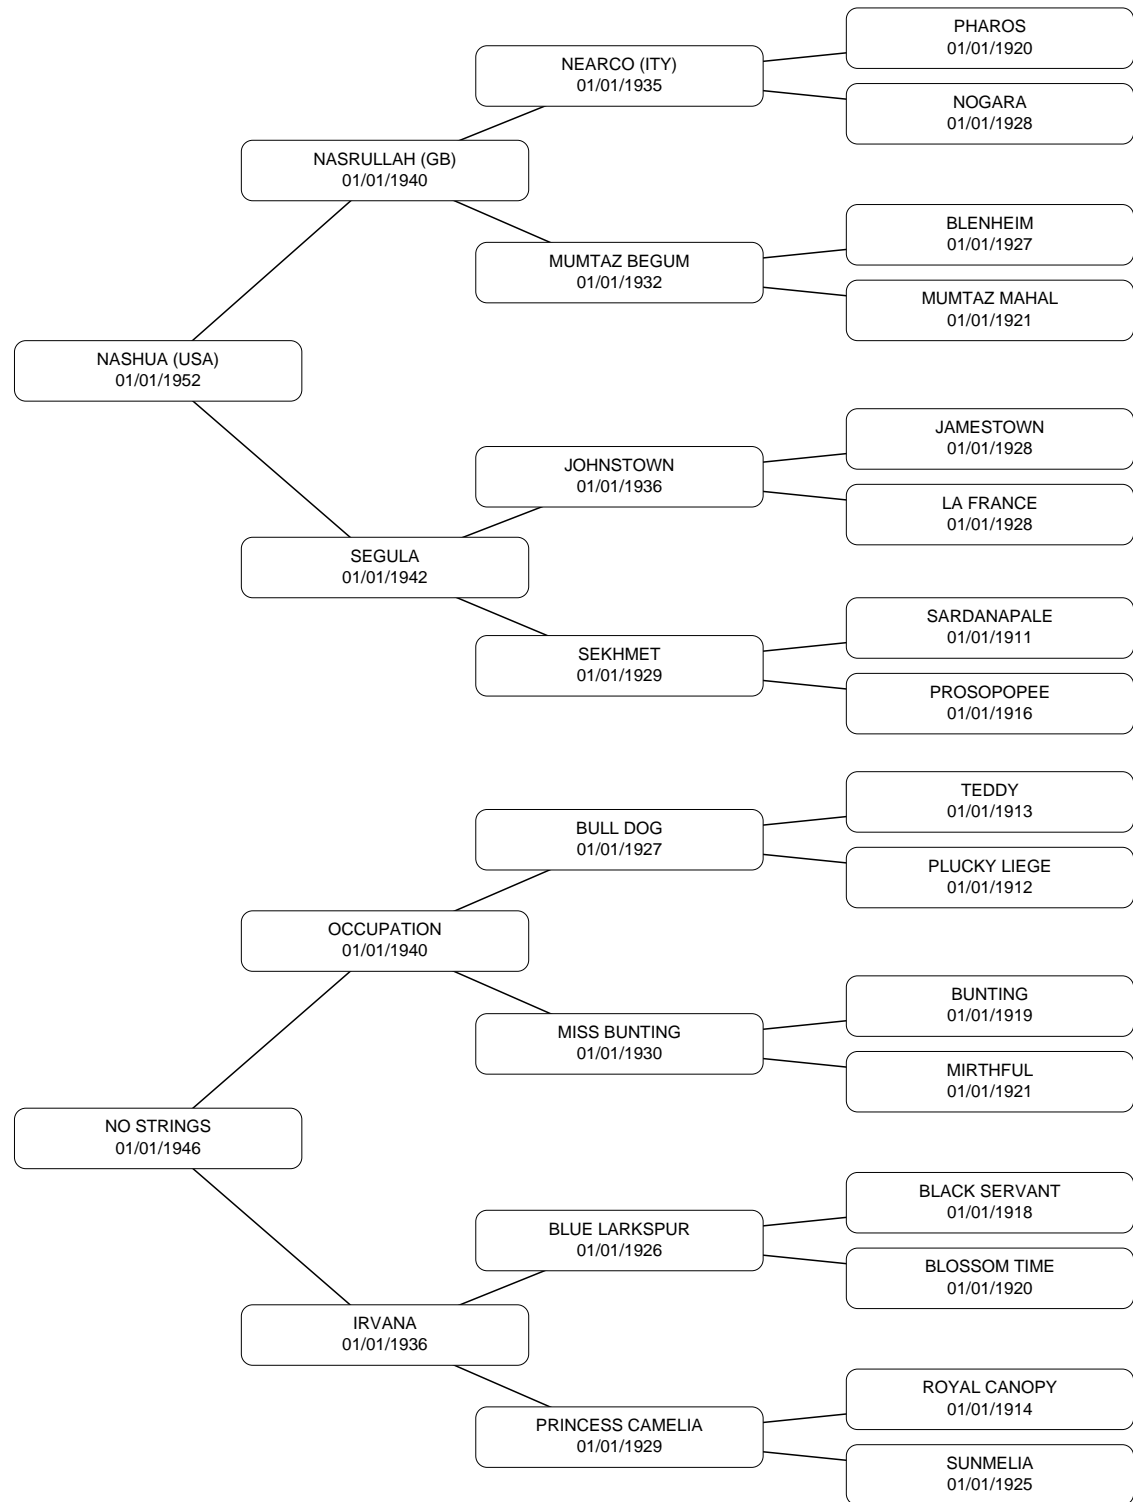 PHAROS
01/01/1920
NEARCO (ITY)
01/01/1935
NOGARA
01/01/1928
NASRULLAH (GB)
01/01/1940
BLENHEIM
01/01/1927
MUMTAZ BEGUM
01/01/1932
MUMTAZ MAHAL
01/01/1921
NASHUA (USA)
01/01/1952
JAMESTOWN
01/01/1928
JOHNSTOWN
01/01/1936
LA FRANCE
01/01/1928
SEGULA
01/01/1942
SARDANAPALE
01/01/1911
SEKHMET
01/01/1929
PROSOPOPEE
01/01/1916
TEDDY
01/01/1913
BULL DOG
01/01/1927
PLUCKY LIEGE
01/01/1912
OCCUPATION
01/01/1940
BUNTING
01/01/1919
MISS BUNTING
01/01/1930
MIRTHFUL
01/01/1921
NO STRINGS
01/01/1946
BLACK SERVANT
01/01/1918
BLUE LARKSPUR
01/01/1926
BLOSSOM TIME
01/01/1920
IRVANA
01/01/1936
ROYAL CANOPY
01/01/1914
PRINCESS CAMELIA
01/01/1929
SUNMELIA
01/01/1925